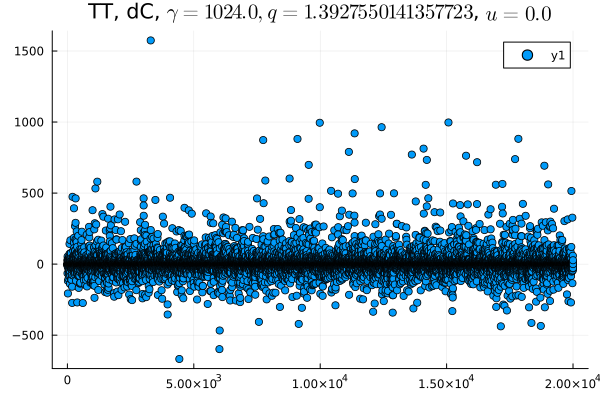 TT, dC, γ = 1024.0, q = 1.3927550141357723, u = 0.0
y1
1500
1000
500
0
−500
0 5.00×10³ 1.00×10⁴ 1.50×10⁴ 2.00×10⁴